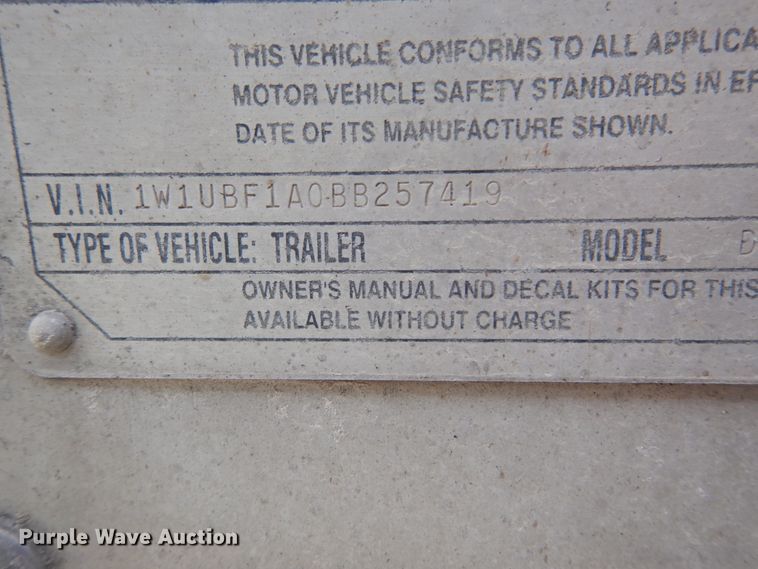 THIS VEHICLE CONFORMS TO ALL APPLICA
MOTOR VEHICLE SAFETY STANDARDS IN EF
DATE OF ITS MANUFACTURE SHOWN.
V.I.N. 1W1UBF1A0BB257419
TYPE OF VEHICLE: TRAILER MODEL
OWNER'S MANUAL AND DECAL KITS FOR THIS
AVAILABLE WITHOUT CHARGE
Purple Wave Auction